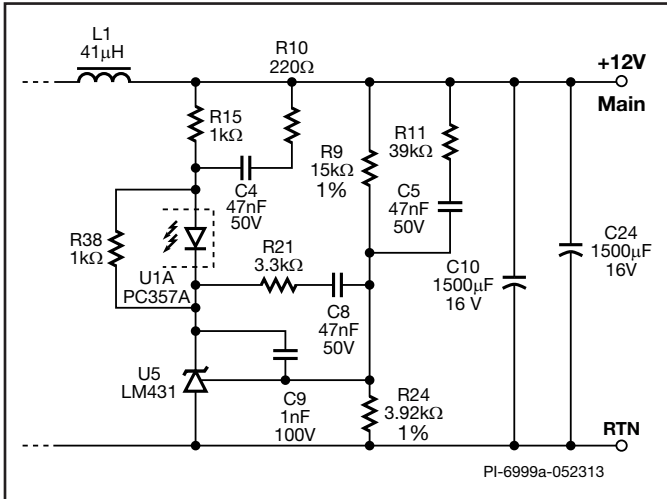 L1
41μH
R10
220Ω
+12V
Main
R15
1kΩ
R9
15kΩ
1%
R11
39kΩ
C4
47nF
50V
C5
47nF
50V
R38
1kΩ
R21
3.3kΩ
C24
1500μF
16V
C10
1500μF
16 V
U1A
PC357A
C8
47nF
50V
U5
LM431
C9
1nF
100V
R24
3.92kΩ
1%
RTN
PI-6999a-052313